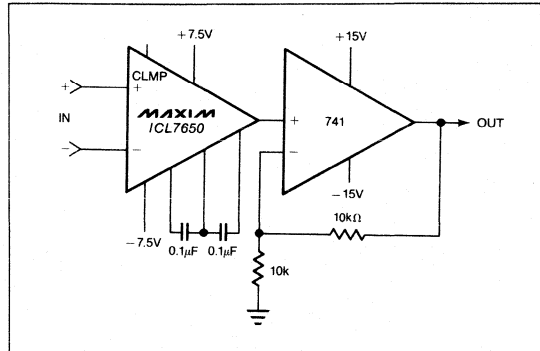 +7.5V
+15V
CLMP
+
+
MAXIM
ICL7650
741
IN
+
OUT
−
−
−
−15V
−7.5V
0.1μF
0.1μF
10kΩ
10k